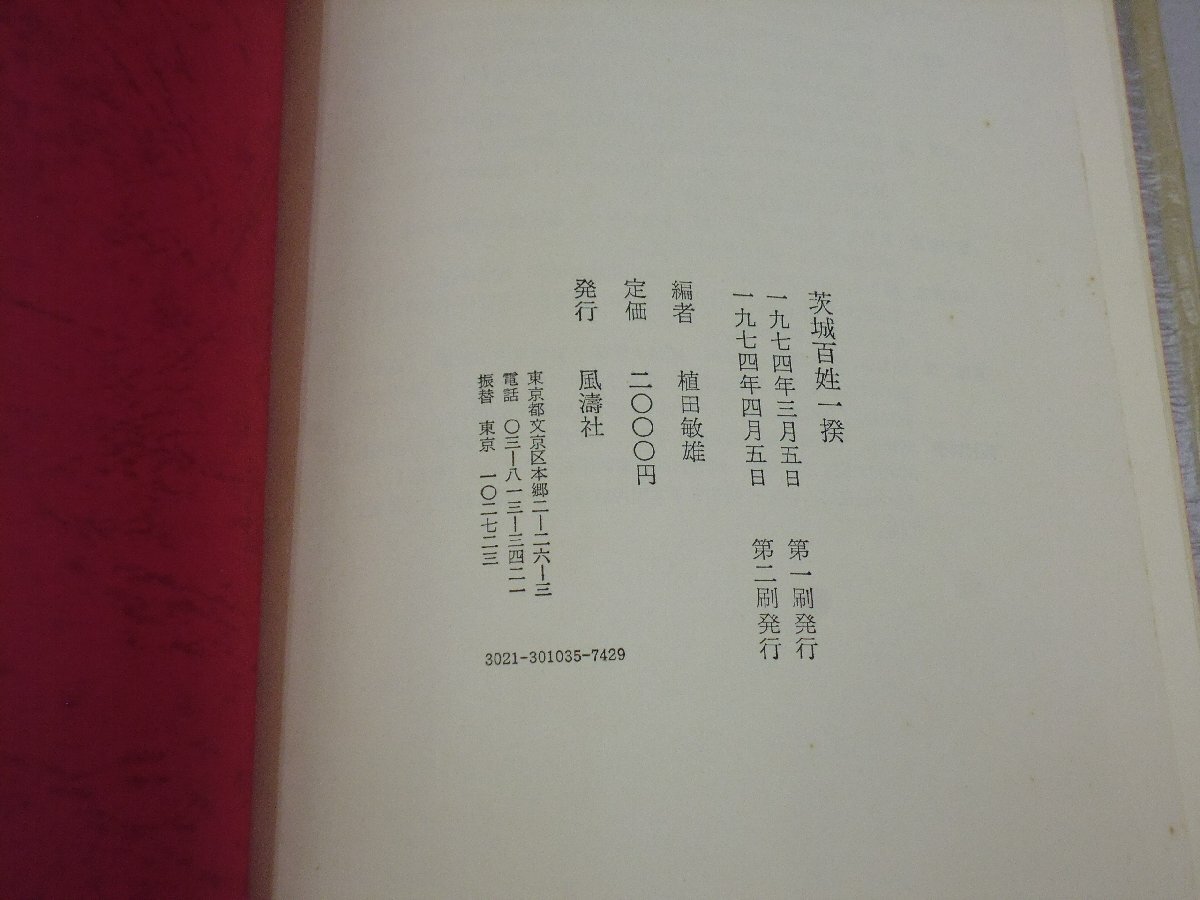 茨城百姓一揆
一九七四年三月五日　第一刷発行
一九七四年四月五日　第二刷発行
編者　植田敏雄
定価　二〇〇〇円
発行　風濤社
東京都文京区本郷二ー二六ー三
電話　〇三ー八一三ー三四二一
振替　東京　一〇二七二三
3021-301035-7429